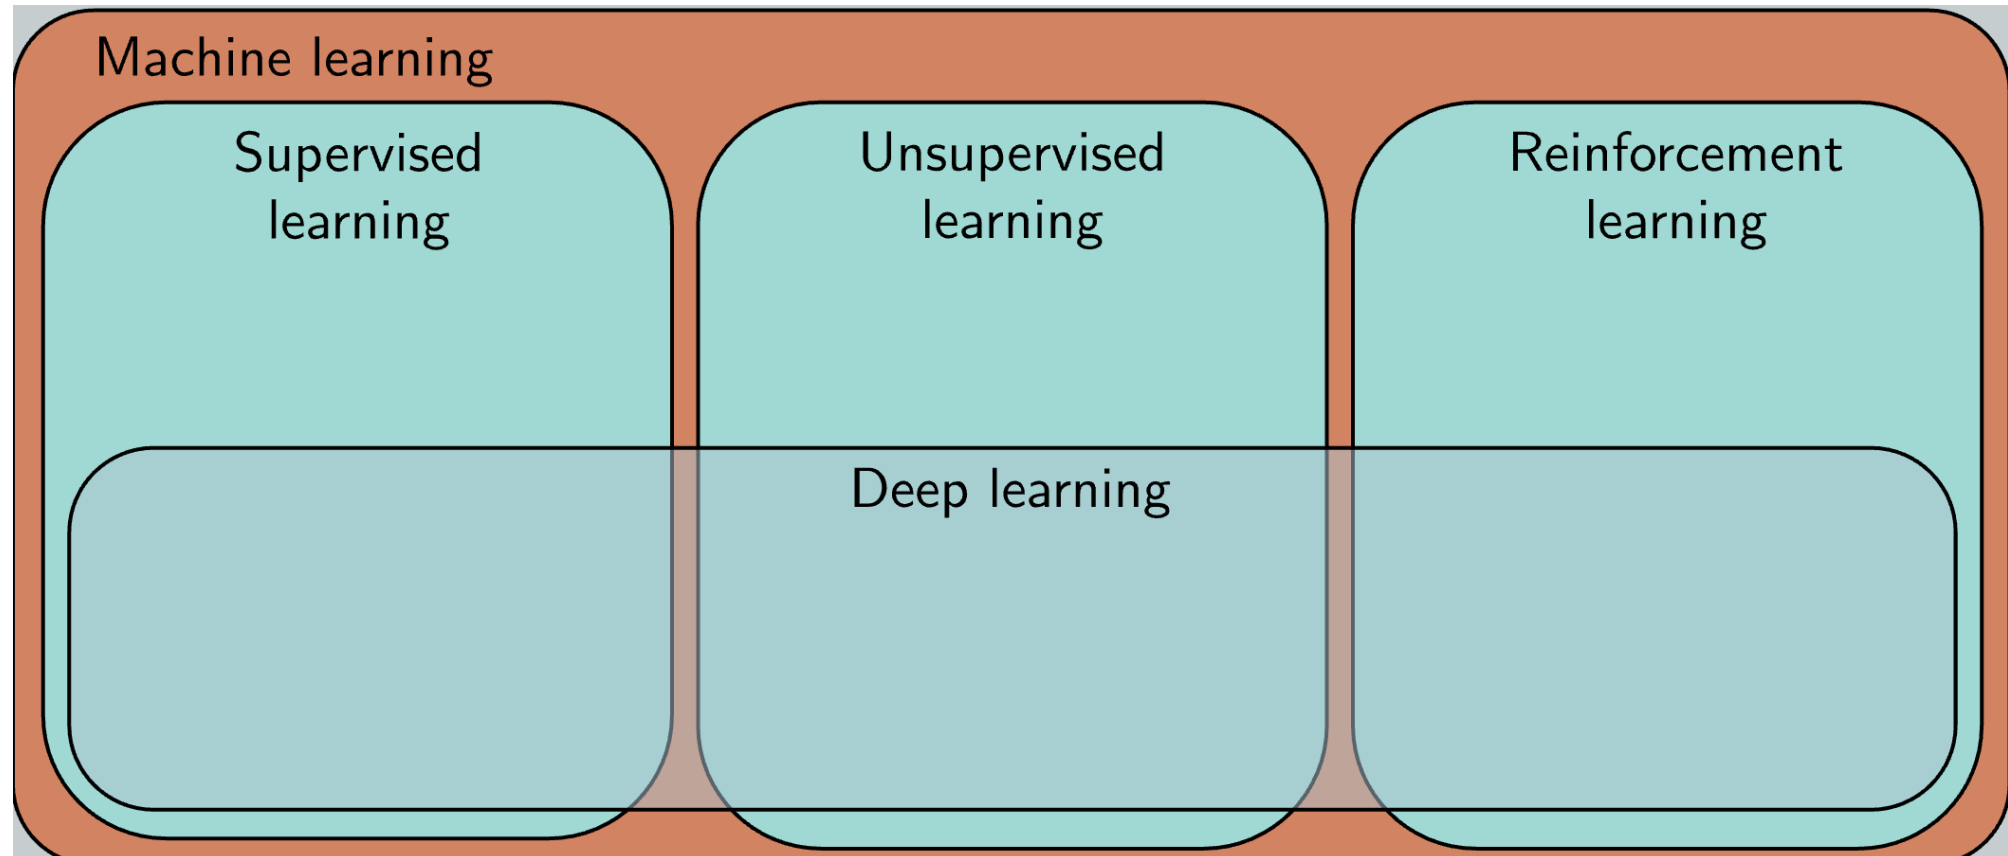 Machine learning
Supervised
learning
Unsupervised
learning
Reinforcement
learning
Deep learning